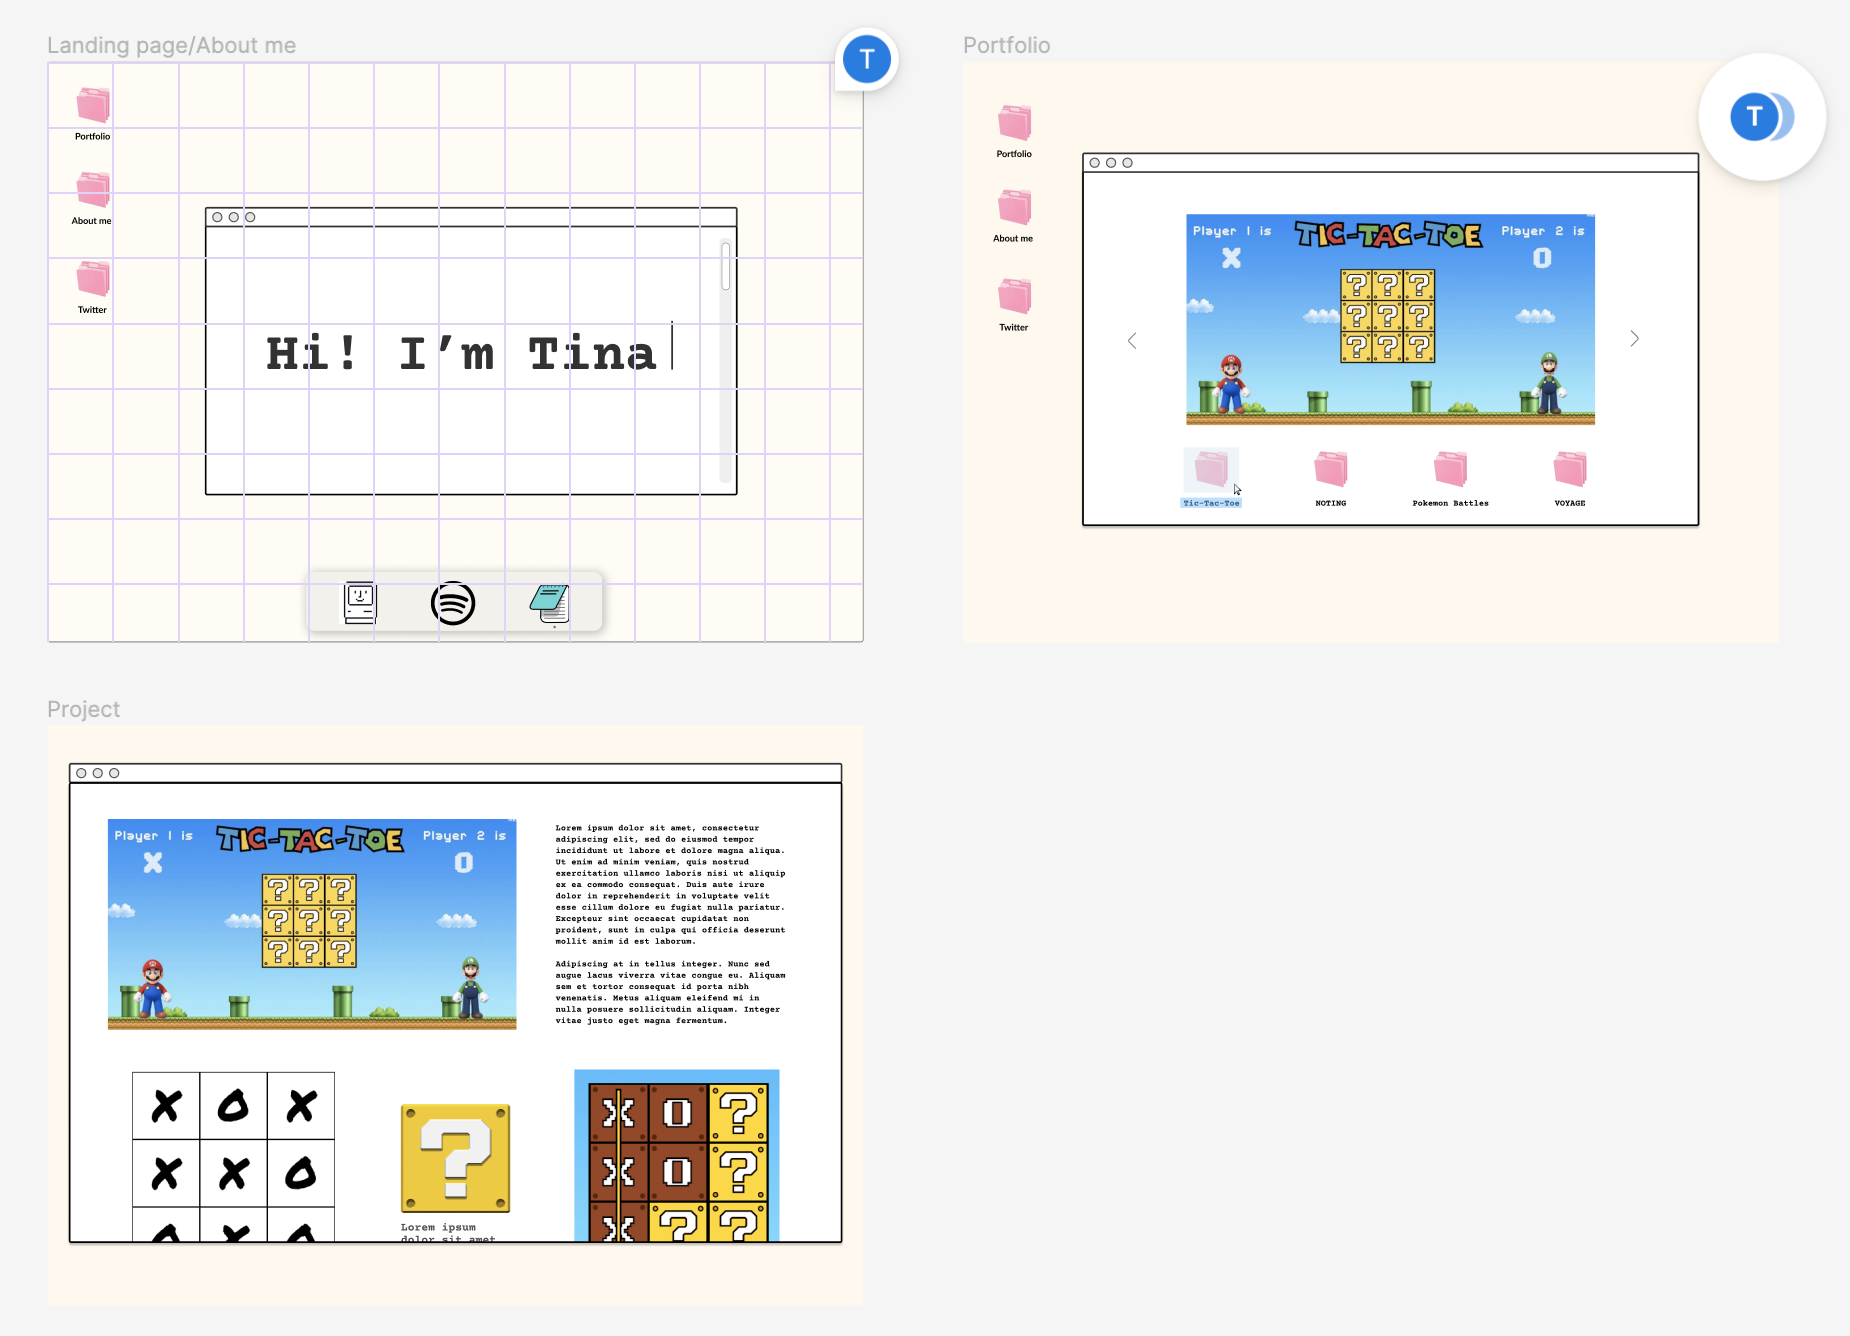 Landing page/About me
T
Portfolio
About me
Twitter
Hi! I’m Tina
Portfolio
T
Portfolio
About me
Twitter
Player 1 is
TIC-TAC-TOE
Player 2 is
X
O
? ? ?
? ? ?
? ? ?
Tic-Tac-Toe
NOTING
Pokemon Battles
VOYAGE
Project
Player 1 is
TIC-TAC-TOE
Player 2 is
X
O
? ? ?
? ? ?
? ? ?
Lorem ipsum dolor sit amet, consectetur
adipiscing elit, sed do eiusmod tempor
incididunt ut labore et dolore magna aliqua.
Ut enim ad minim veniam, quis nostrud
exercitation ullamco laboris nisi ut aliquip
ex ea commodo consequat. Duis aute irure
dolor in reprehenderit in voluptate velit
esse cillum dolore eu fugiat nulla pariatur.
Excepteur sint occaecat cupidatat non
proident, sunt in culpa qui officia deserunt
mollit anim id est laborum.
Adipiscing at in tellus integer. Nunc sed
augue lacus viverra vitae congue eu. Aliquam
sem et tortor consequat id porta nibh
venenatis. Metus aliquam eleifend mi in
nulla posuere sollicitudin aliquam. Integer
vitae justo eget magna fermentum.
X O X
X X O
O X O
?
Lorem ipsum
dolor sit amet
X O ?
X O ?
X ? ?